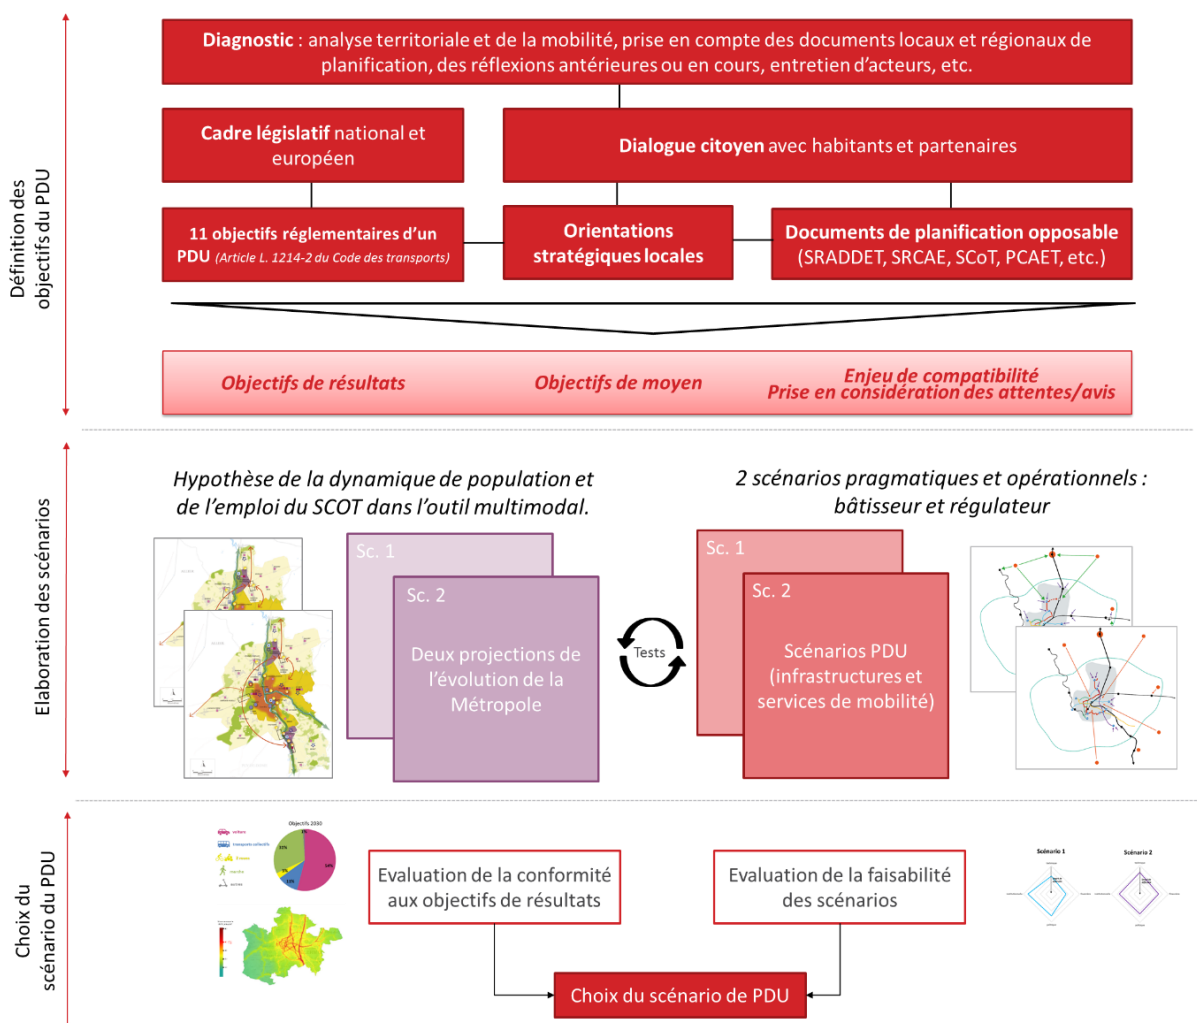 Définition des
objectifs du PDU
Diagnostic : analyse territoriale et de la mobilité, prise en compte des documents locaux et régionaux de
planification, des réflexions antérieures ou en cours, entretien d’acteurs, etc.
Cadre législatif national et
européen
Dialogue citoyen avec habitants et partenaires
11 objectifs réglementaires d’un
PDU (Article L. 1214-2 du Code des transports)
Orientations
stratégiques locales
Documents de planification opposable
(SRADDET, SRCAE, SCoT, PCAET, etc.)
Objectifs de résultats
Objectifs de moyen
Enjeu de compatibilité
Prise en considération des attentes/avis
Elaboration des scénarios
Hypothèse de la dynamique de population et
de l’emploi du SCOT dans l’outil multimodal.
2 scénarios pragmatiques et opérationnels :
bâtisseur et régulateur
Sc. 1
Sc. 2
Deux projections de
l’évolution de la
Métropole
Tests
Sc. 1
Sc. 2
Scénarios PDU
(infrastructures et
services de mobilité)
Choix du
scénario du PDU
Objectifs 2030
voiture
transports collectifs
marche
Evaluation de la conformité
aux objectifs de résultats
Evaluation de la faisabilité
des scénarios
Scénario 1
Scénario 2
Choix du scénario de PDU